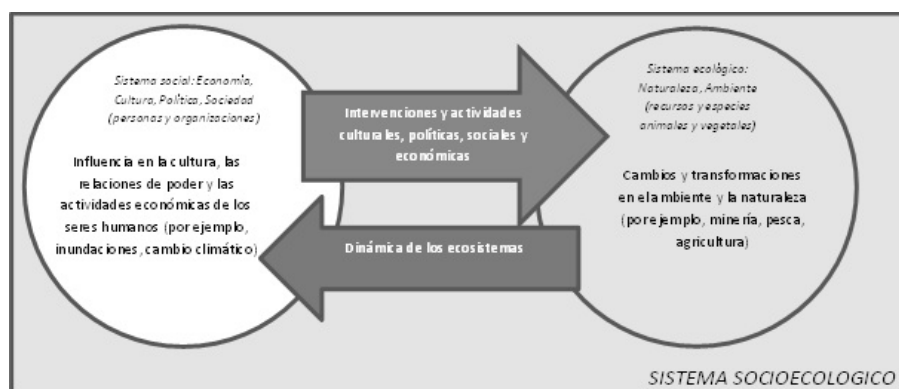 Sistema social: Economía,
Cultura, Política, Sociedad
(personas y organizaciones)
Influencia en la cultura, las
relaciones de poder y las
actividades económicas de los
seres humanos (por ejemplo,
inundaciones, cambio climático)
Intervenciones y actividades
culturales, políticas, sociales y
económicas
Dinámica de los ecosistemas
Sistema ecológico:
Naturaleza, Ambiente
(recursos y especies
animales y vegetales)
Cambios y transformaciones
en el ambiente y la naturaleza
(por ejemplo, minería, pesca,
agricultura)
SISTEMA SOCIOECOLOGICO